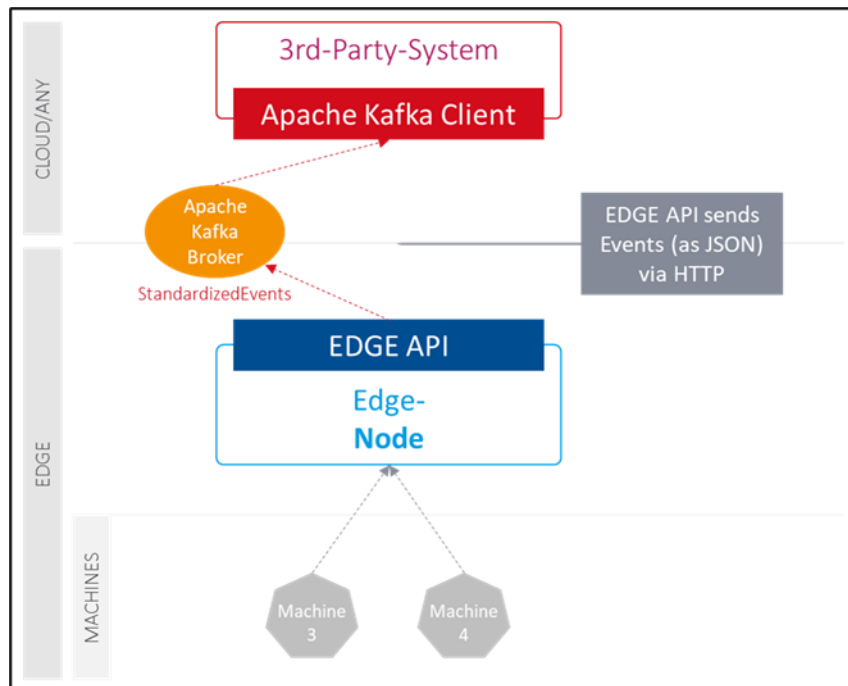 CLOUD/ANY
3rd-Party-System
Apache Kafka Client
Apache
Kafka
Broker
EDGE API sends
Events (as JSON)
via HTTP
StandardizedEvents
EDGE
EDGE API
Edge-
Node
MACHINES
Machine
3
Machine
4